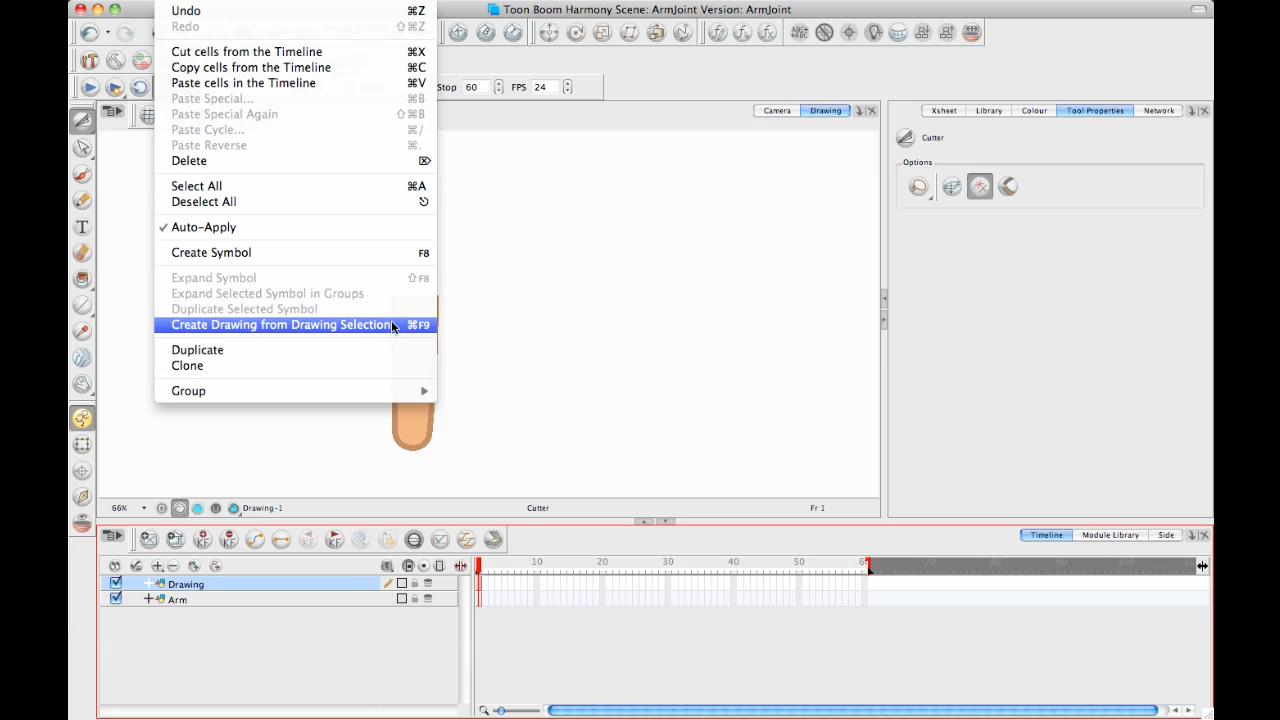 Toon Boom Harmony Scene: ArmJoint Version: ArmJoint
Undo ⌘Z
Redo ⇧⌘Z
Cut cells from the Timeline ⌘X
Copy cells from the Timeline ⌘C
Paste cells in the Timeline ⌘V
Paste Special... ⌘B
Paste Special Again ⇧⌘B
Paste Cycle... ⌘/
Paste Reverse ⌘.
Delete ⌦
Select All ⌘A
Deselect All ⎋
✓ Auto-Apply
Create Symbol F8
Expand Symbol ⇧F8
Expand Selected Symbol in Groups
Duplicate Selected Symbol
Create Drawing from Drawing Selection ⌘F9
Duplicate
Clone
Group ▶
Stop 60 FPS 24
Camera Drawing
Xsheet Library Colour Tool Properties Network
Cutter
Options
T
66% Drawing-1 Cutter Fr 1
Timeline Module Library Side
10 20 30 40 50 70 80 90 100
Drawing
Arm